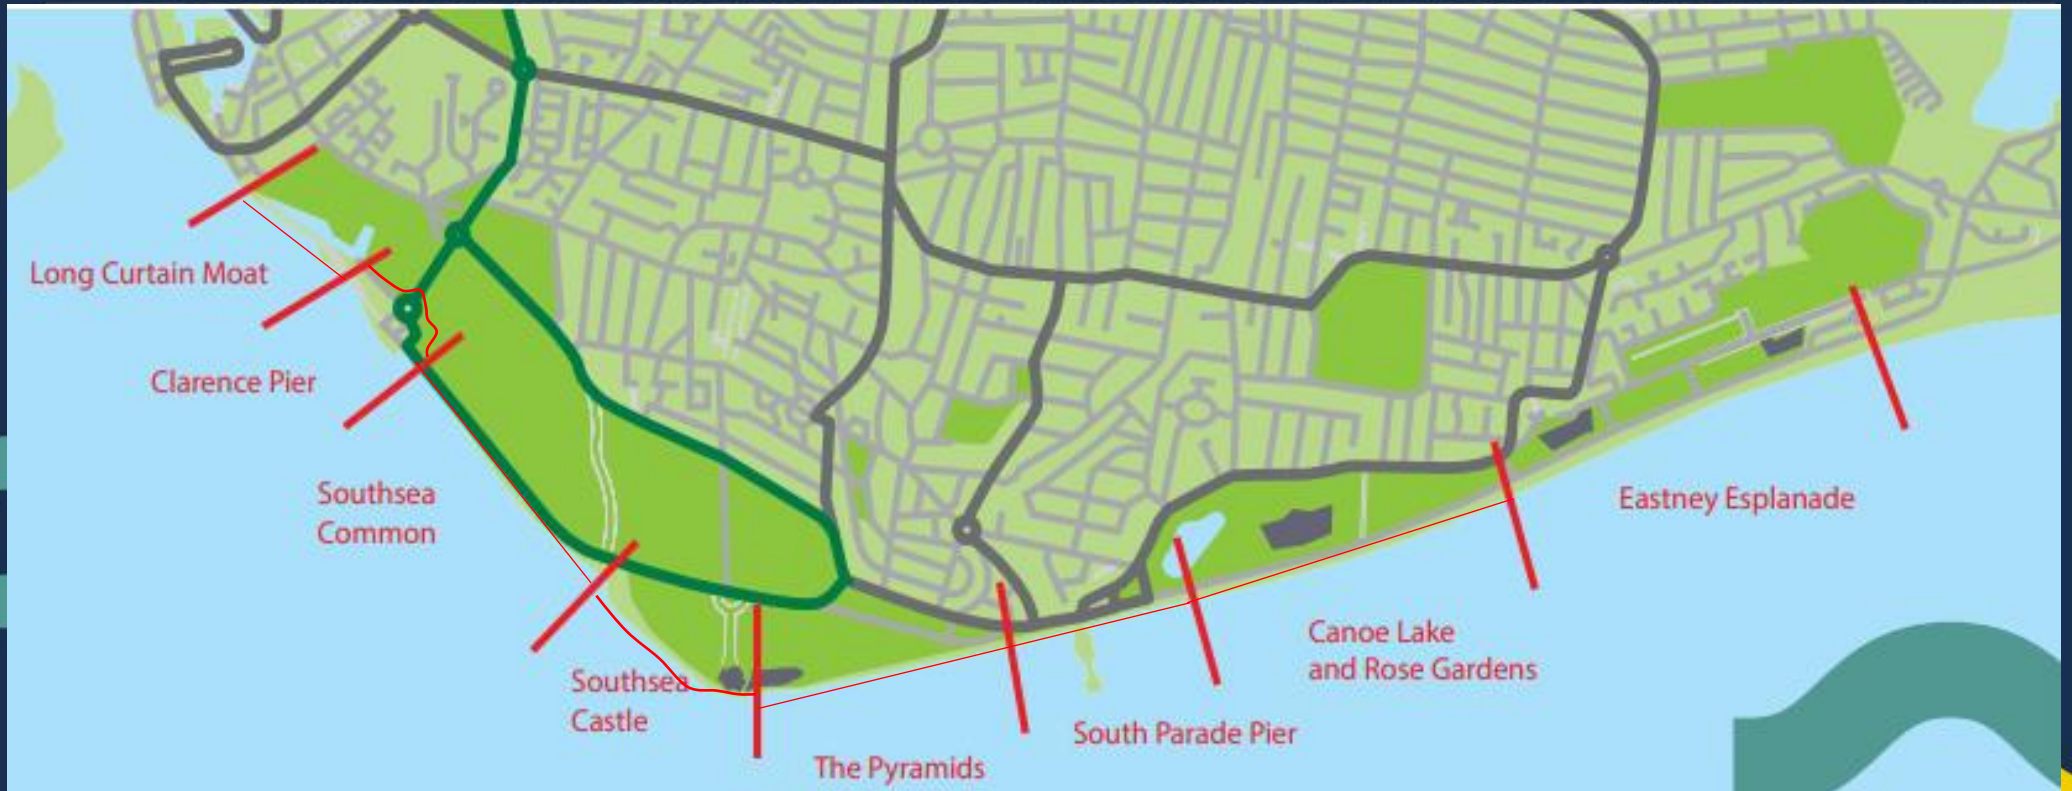 Long Curtain Moat
Clarence Pier
Southsea
Common
Southsea
Castle
The Pyramids
South Parade Pier
Canoe Lake
and Rose Gardens
Eastney Esplanade